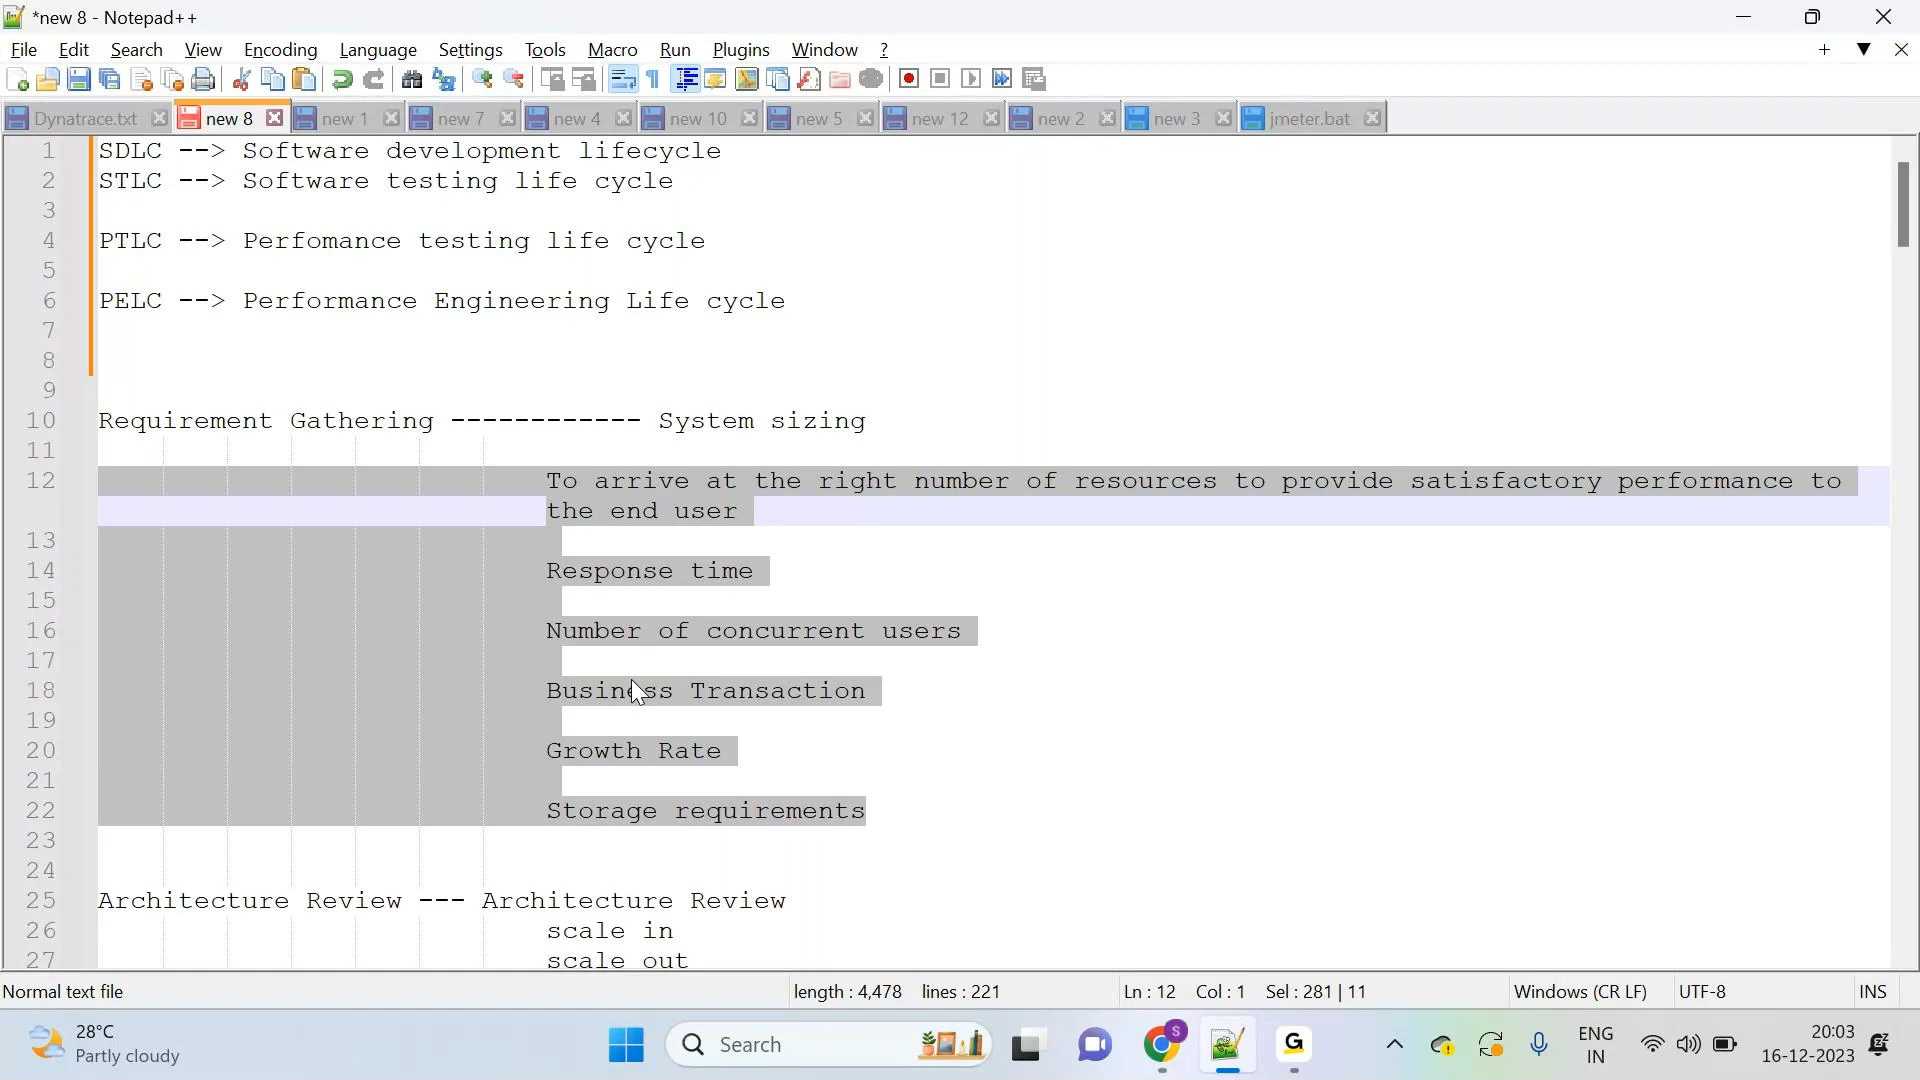 *new 8 - Notepad++
File Edit Search View Encoding Language Settings Tools Macro Run Plugins Window ?
Dynatrace.txt new 8 new 1 new 7 new 4 new 10 new 5 new 12 new 2 new 3 jmeter.bat
1 SDLC --> Software development lifecycle
2 STLC --> Software testing life cycle
3
4 PTLC --> Perfomance testing life cycle
5
6 PELC --> Performance Engineering Life cycle
7
8
9
10 Requirement Gathering ------------ System sizing
11
12 To arrive at the right number of resources to provide satisfactory performance to
the end user
13
14 Response time
15
16 Number of concurrent users
17
18 Business Transaction
19
20 Growth Rate
21
22 Storage requirements
23
24
25 Architecture Review --- Architecture Review
26 scale in
27 scale out
Normal text file length : 4,478 lines : 221 Ln : 12 Col : 1 Sel : 281 | 11 Windows (CR LF) UTF-8 INS
28°C
Partly cloudy
Search
S
G
ENG
IN
20:03
16-12-2023